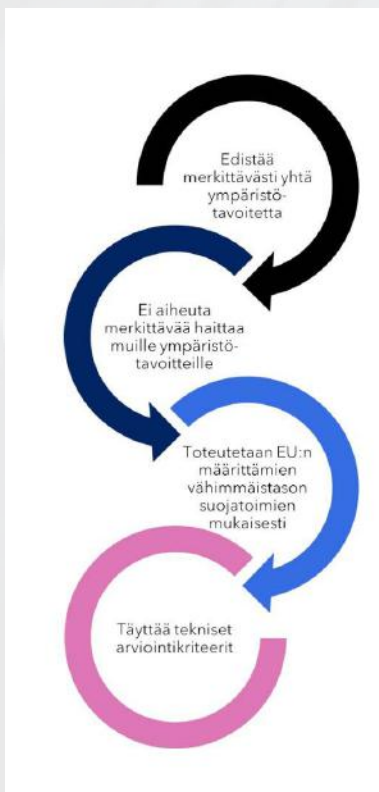 Edistää
merkittävästi yhtä
ympäristö-
tavoitetta
Ei aiheuta
merkittävää haittaa
muille ympäristö-
tavoitteille
Toteutetaan EU:n
määrittämien
vähimmäistason
suojatoimien
mukaisesti
Täyttää tekniset
arviointikriteerit